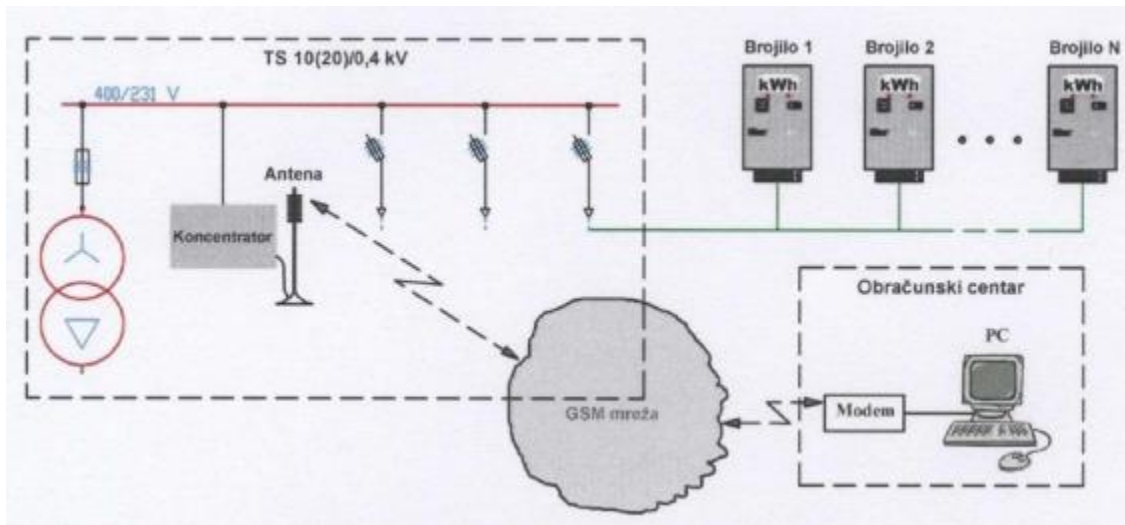 TS 10(20)/0,4 kV
400/231 V
Antena
Koncentrator
Brojilo 1
Brojilo 2
Brojilo N
kWh
kWh
kWh
Obračunski centar
PC
Modem
GSM mreža